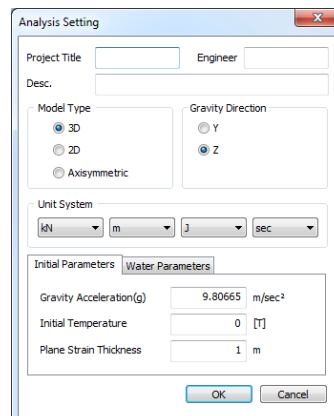 Analysis Setting
Project Title Engineer
Desc.
Model Type Gravity Direction
3D Y
2D Z
Axisymmetric
Unit System
kN m J sec
Initial Parameters Water Parameters
Gravity Acceleration(g) 9.80665 m/sec²
Initial Temperature 0 [T]
Plane Strain Thickness 1 m
OK Cancel